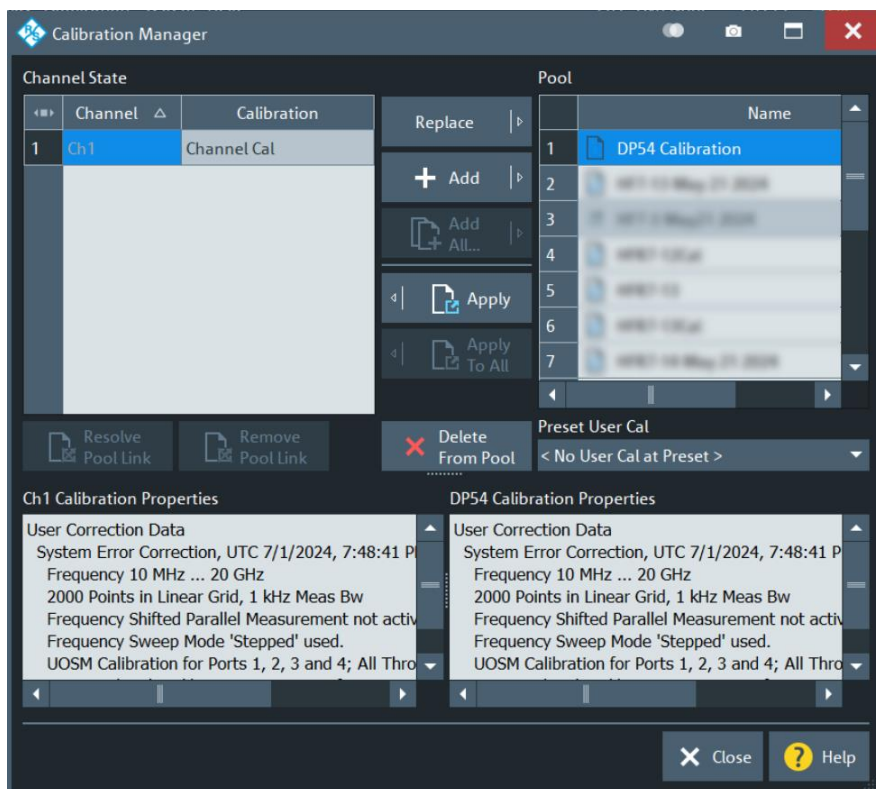 Calibration Manager
Channel State
Channel Calibration
1 Ch1 Channel Cal
Replace
Add
Add
All...
Apply
Apply
To All
Delete
From Pool
Resolve
Pool Link
Remove
Pool Link
Pool
Name
1 DP54 Calibration
2
3
4
5
6
7
Preset User Cal
< No User Cal at Preset >
Ch1 Calibration Properties
User Correction Data
System Error Correction, UTC 7/1/2024, 7:48:41 P
Frequency 10 MHz ... 20 GHz
2000 Points in Linear Grid, 1 kHz Meas Bw
Frequency Shifted Parallel Measurement not activ
Frequency Sweep Mode 'Stepped' used.
UOSM Calibration for Ports 1, 2, 3 and 4; All Thro
DP54 Calibration Properties
User Correction Data
System Error Correction, UTC 7/1/2024, 7:48:41 P
Frequency 10 MHz ... 20 GHz
2000 Points in Linear Grid, 1 kHz Meas Bw
Frequency Shifted Parallel Measurement not activ
Frequency Sweep Mode 'Stepped' used.
UOSM Calibration for Ports 1, 2, 3 and 4; All Thro
Close
? Help